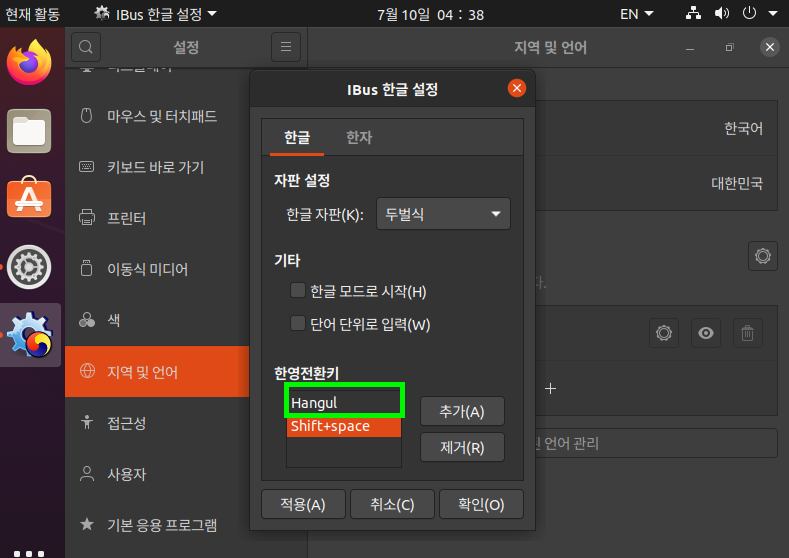 현재 활동
IBus 한글 설정
7월 10일 04 : 38
EN
설정
지역 및 언어
마우스 및 터치패드
키보드 바로 가기
프린터
이동식 미디어
색
지역 및 언어
접근성
사용자
기본 응용 프로그램
IBus 한글 설정
한글
한자
자판 설정
한글 자판(K):
두벌식
기타
한글 모드로 시작(H)
단어 단위로 입력(W)
한영전환키
Hangul
Shift+space
추가(A)
제거(R)
적용(A)
취소(C)
확인(O)
한국어
대한민국
다.
언어 관리